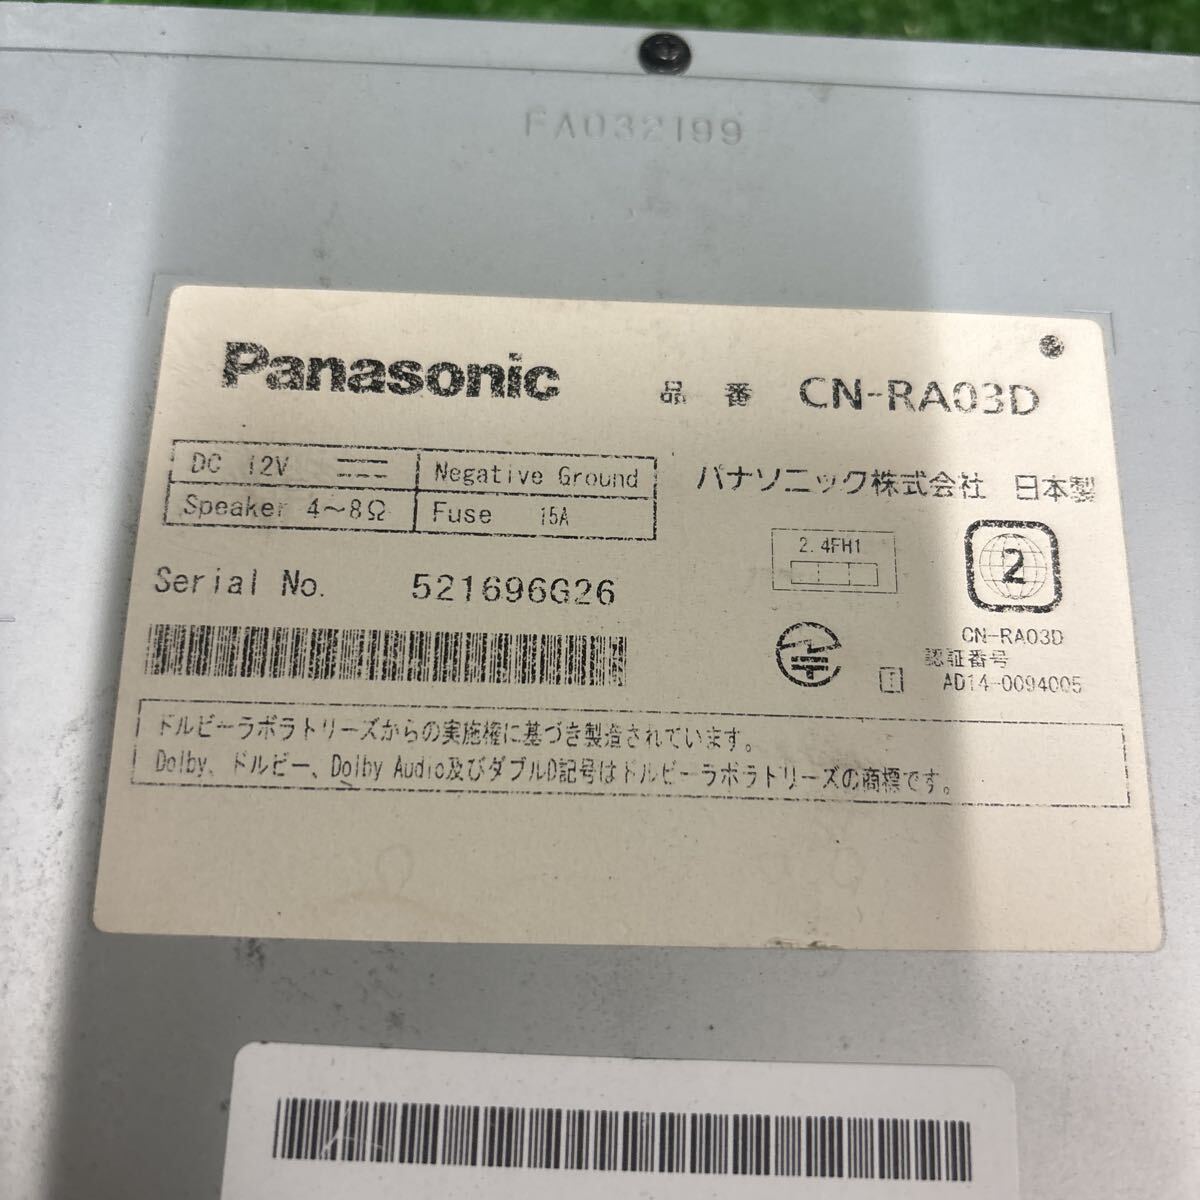 FA032199
Panasonic
品 番 CN-RA03D
DC 12V
Negative Ground
Speaker 4～8Ω
Fuse 15A
パナソニック株式会社 日本製
2.4FH1
2
Serial No. 521696G26
CN-RA03D
認証番号
AD14-0094005
ドルビーラボラトリーズからの実施権に基づき製造されています。
Dolby、ドルビー、Dolby Audio及びダブルD記号はドルビーラボラトリーズの商標です。